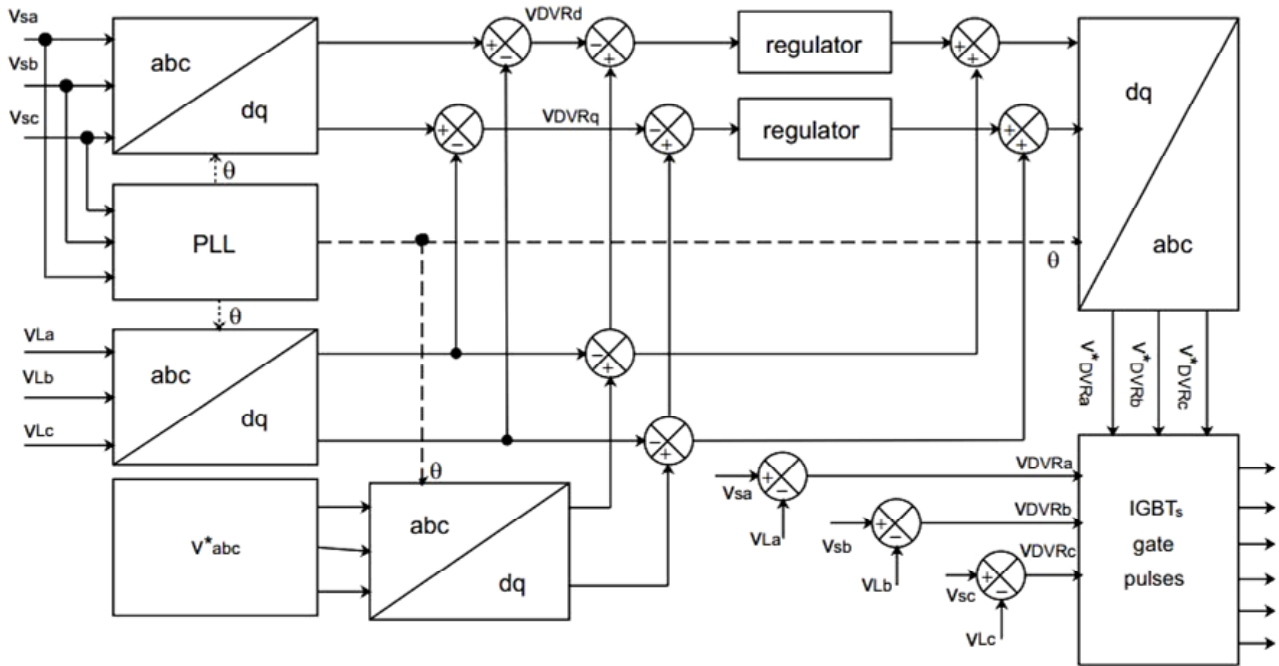 vsa
vsb
vsc
abc
dq
θ
PLL
θ
vLa
vLb
vLc
abc
dq
v*abc
θ
abc
dq
+
−
vDVRd
−
+
regulator
+
+
+
−
vDVRq
−
+
regulator
+
+
−
+
−
+
dq
abc
θ
v*DVRa
v*DVRb
v*DVRc
vsa
+
−
vLa
vDVRa
vsb
+
−
vLb
vDVRb
vsc
+
−
vLc
vDVRc
IGBTs
gate
pulses